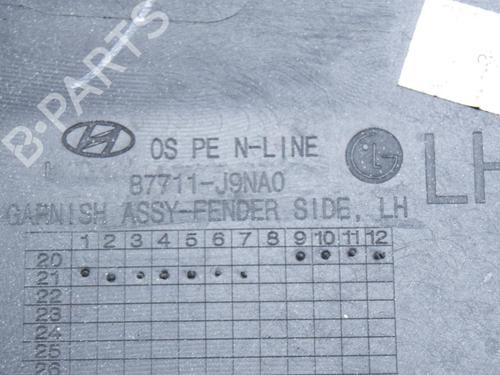 B-PARTS
OS PE N-LINE
LH
87711-J9NA0
GARNISH ASSY-FENDER SIDE, LH
1 2 3 4 5 6 7 8 9 10 11 12
20
21
22
23
24
25
26